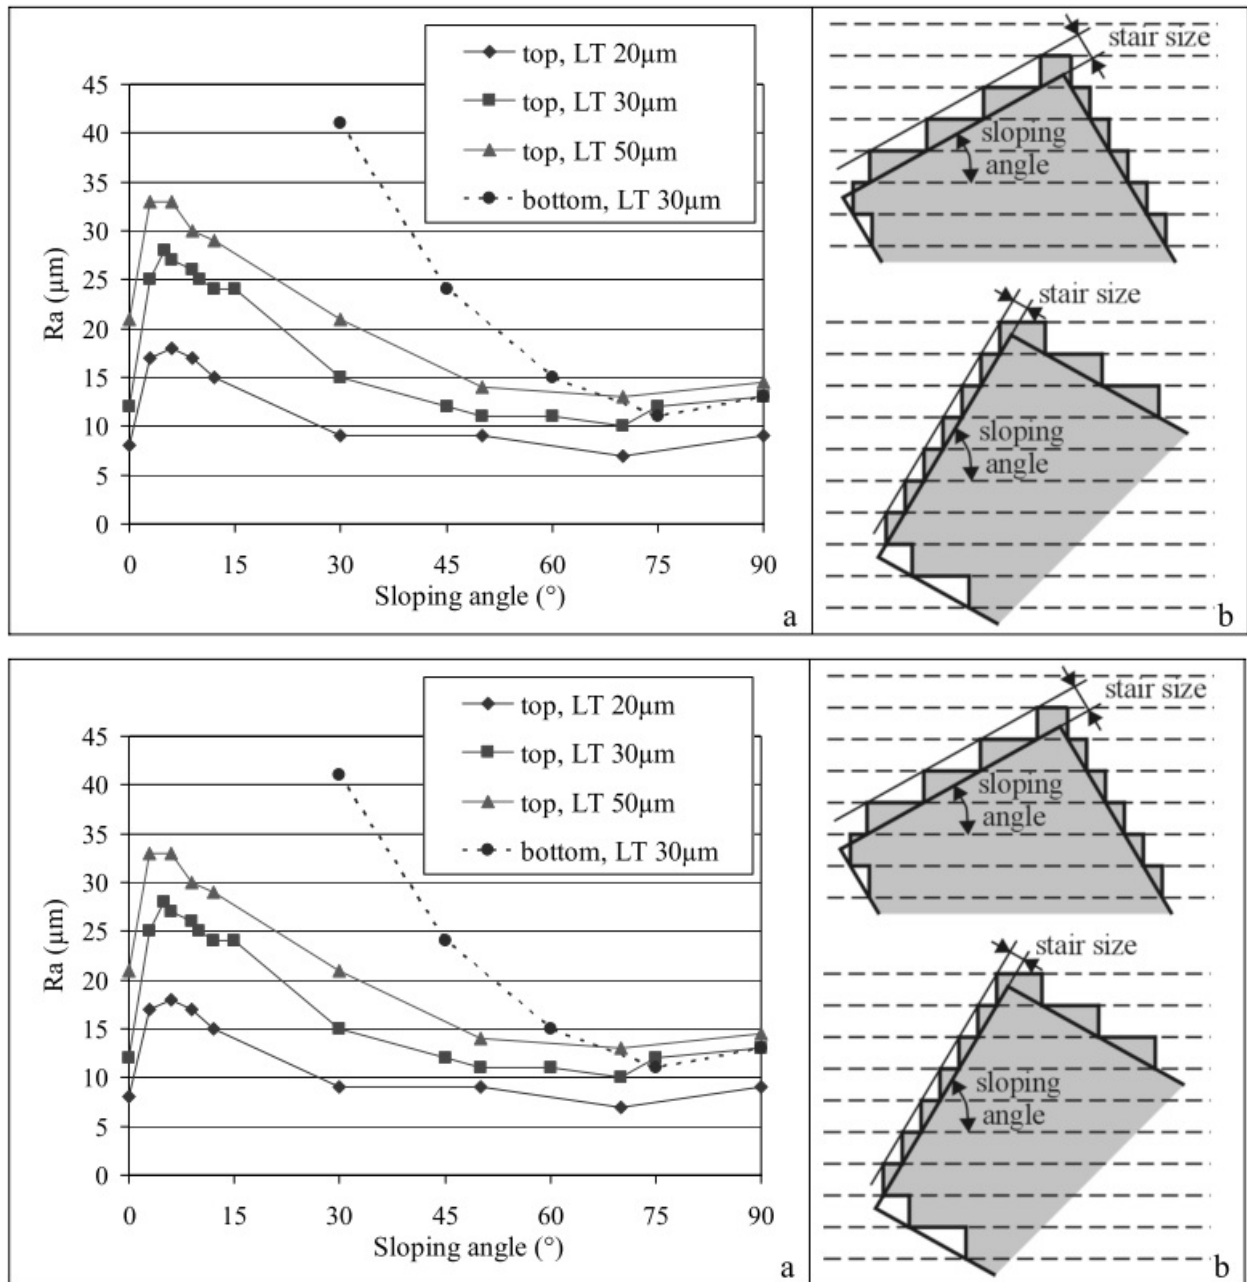 top, LT 20μm
top, LT 30μm
top, LT 50μm
bottom, LT 30μm
45
40
35
30
25
20
15
10
5
0
Ra (μm)
0 15 30 45 60 75 90
Sloping angle (°)
a
stair size
sloping
angle
stair size
sloping
angle
b
top, LT 20μm
top, LT 30μm
top, LT 50μm
bottom, LT 30μm
45
40
35
30
25
20
15
10
5
0
Ra (μm)
0 15 30 45 60 75 90
Sloping angle (°)
a
stair size
sloping
angle
stair size
sloping
angle
b